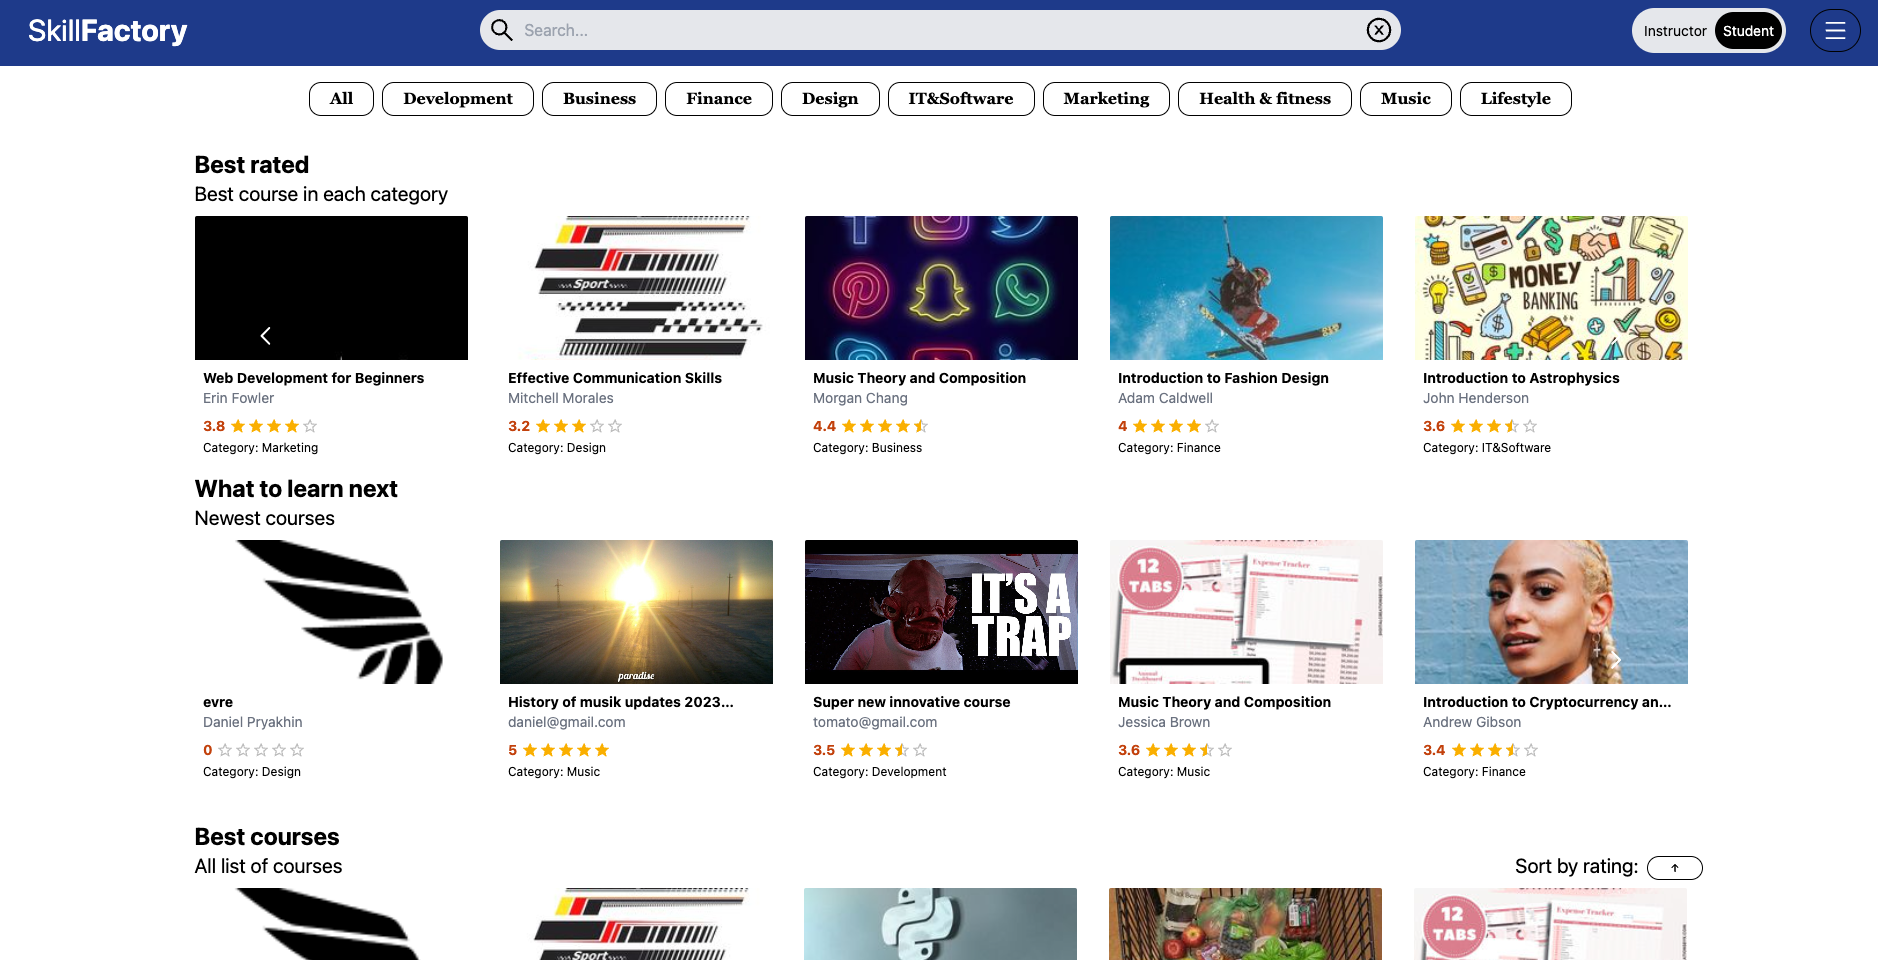 SkillFactory
Search...
Instructor Student
All Development Business Finance Design IT&Software Marketing Health & fitness Music Lifestyle
Best rated
Best course in each category
Sport
MONEY
BANKING
Web Development for Beginners
Erin Fowler
3.8
Category: Marketing
Effective Communication Skills
Mitchell Morales
3.2
Category: Design
Music Theory and Composition
Morgan Chang
4.4
Category: Business
Introduction to Fashion Design
Adam Caldwell
4
Category: Finance
Introduction to Astrophysics
John Henderson
3.6
Category: IT&Software
What to learn next
Newest courses
paradise
IT'S A
TRAP
12
TABS
Expense Tracker
evre
Daniel Pryakhin
0
Category: Design
History of musik updates 2023...
daniel@gmail.com
5
Category: Music
Super new innovative course
tomato@gmail.com
3.5
Category: Development
Music Theory and Composition
Jessica Brown
3.6
Category: Music
Introduction to Cryptocurrency an...
Andrew Gibson
3.4
Category: Finance
Best courses
All list of courses
Sort by rating: ↑
Sport
12
TABS
Expense Tracker